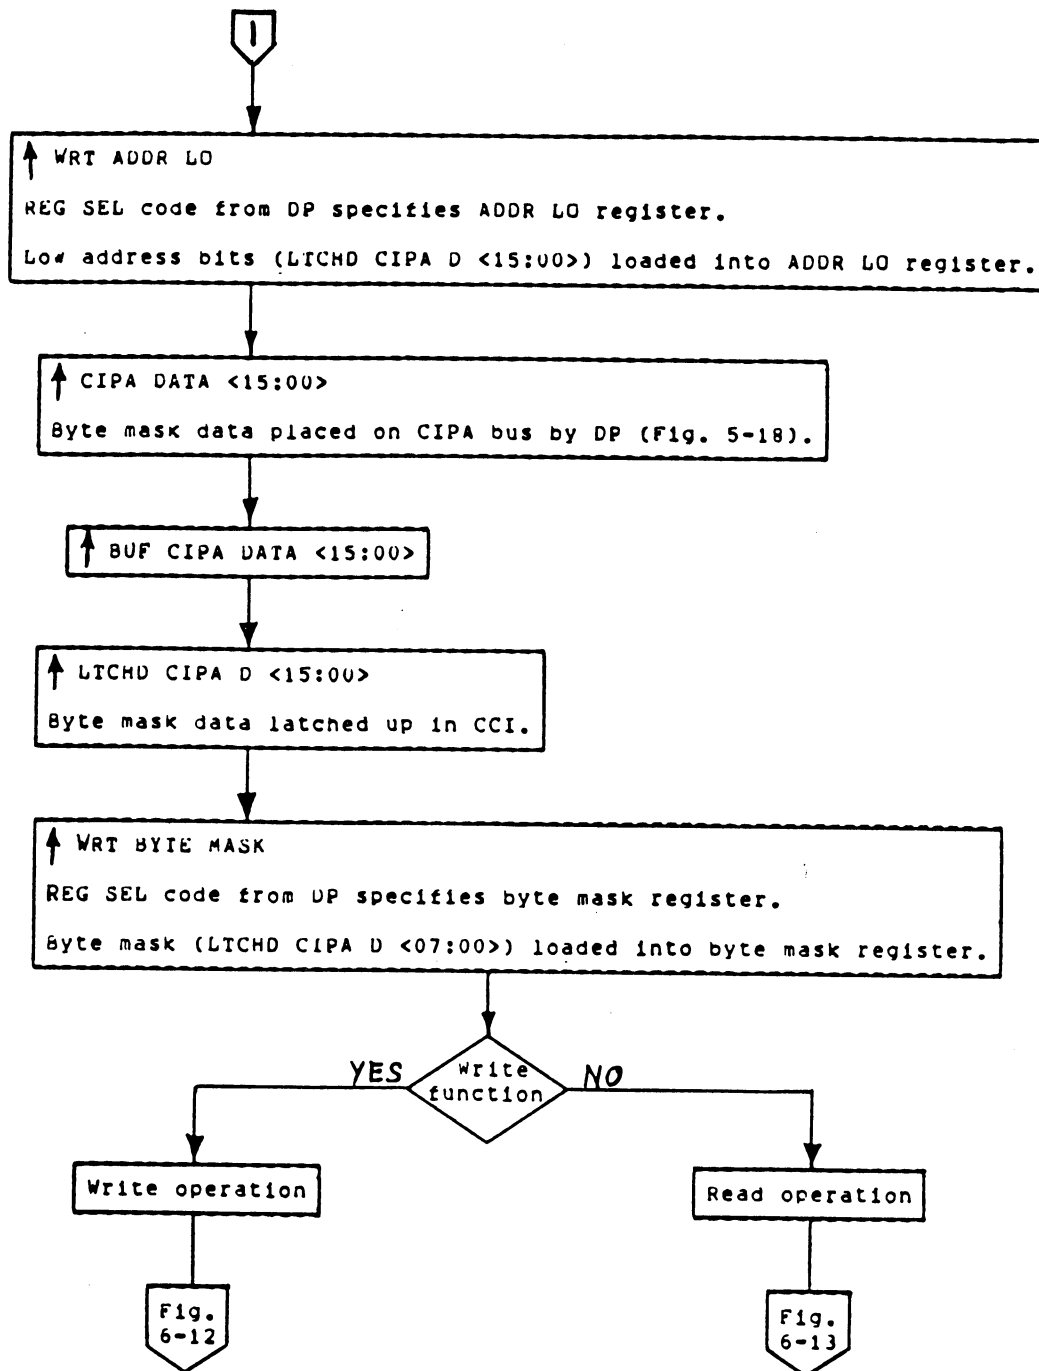 1
↑ WRT ADDR LO
REG SEL code from DP specifies ADDR LO register.
Low address bits (LTCHD CIPA D <15:00>) loaded into ADDR LO register.
↑ CIPA DATA <15:00>
Byte mask data placed on CIPA bus by DP (Fig. 5-18).
↑ BUF CIPA DATA <15:00>
↑ LTCHD CIPA D <15:00>
Byte mask data latched up in CCI.
↑ WRT BYTE MASK
REG SEL code from DP specifies byte mask register.
Byte mask (LTCHD CIPA D <07:00>) loaded into byte mask register.
YES
Write
function
NO
Write operation
Read operation
Fig.
6-12
Fig.
6-13